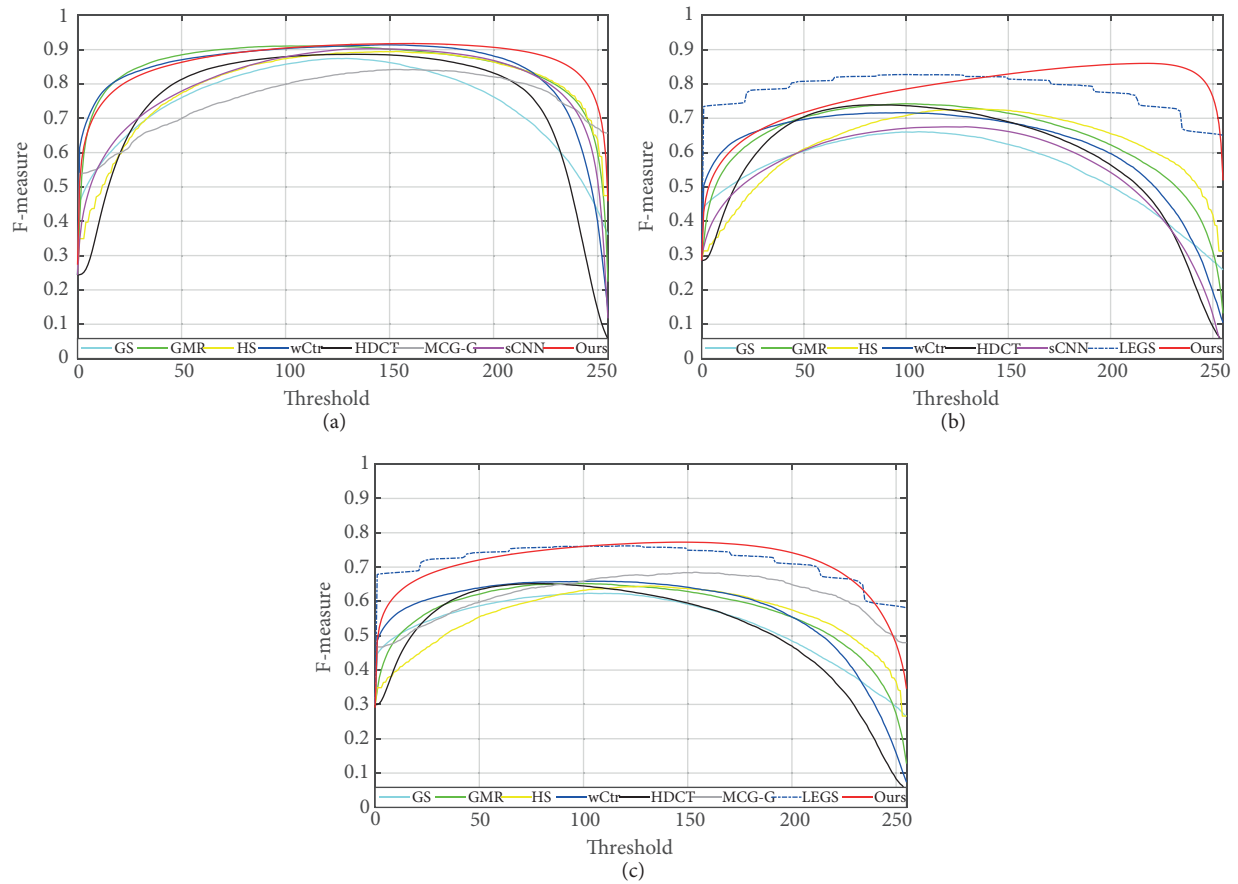 1
0.9
0.8
0.7
0.6
0.5
0.4
0.3
0.2
0.1
0
F-measure
GS GMR HS wCtr HDCT MCG-G sCNN Ours
0 50 100 150 200 250
Threshold
(a)
1
0.9
0.8
0.7
0.6
0.5
0.4
0.3
0.2
0.1
0
F-measure
GS GMR HS wCtr HDCT sCNN LEGS Ours
0 50 100 150 200 250
Threshold
(b)
1
0.9
0.8
0.7
0.6
0.5
0.4
0.3
0.2
0.1
0
F-measure
GS GMR HS wCtr HDCT MCG-G LEGS Ours
0 50 100 150 200 250
Threshold
(c)